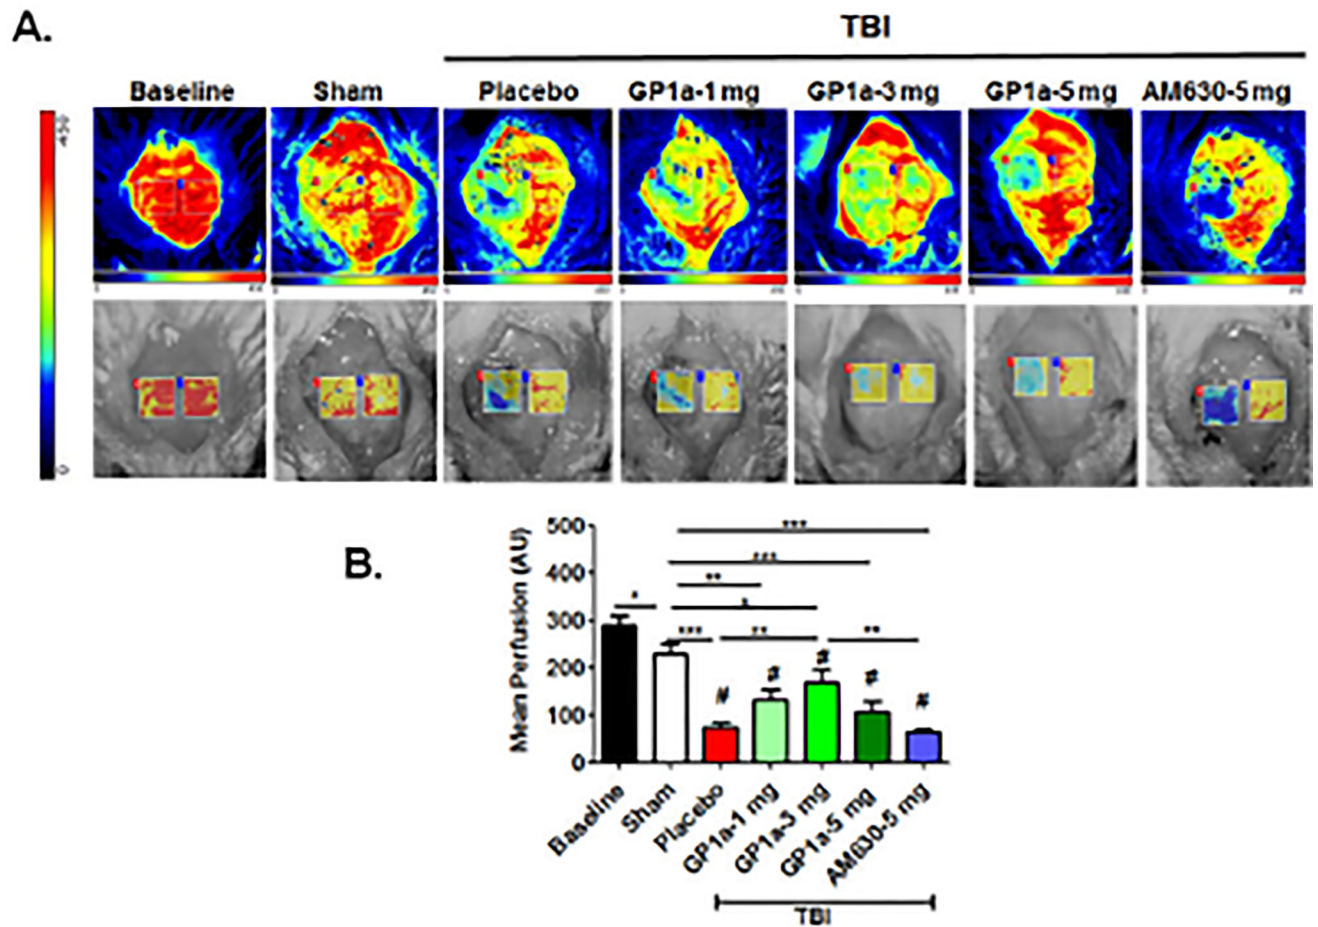 A.
TBI
Baseline Sham Placebo GP1a-1 mg GP1a-3 mg GP1a-5 mg AM630-5 mg
450
0
B.
Mean Perfusion (AU)
500
400
300
200
100
0
*** 
***
**
*
*
*** ** **
# # # # #
Baseline
Sham
Placebo
GP1a-1 mg
GP1a-3 mg
GP1a-5 mg
AM630-5 mg
TBI